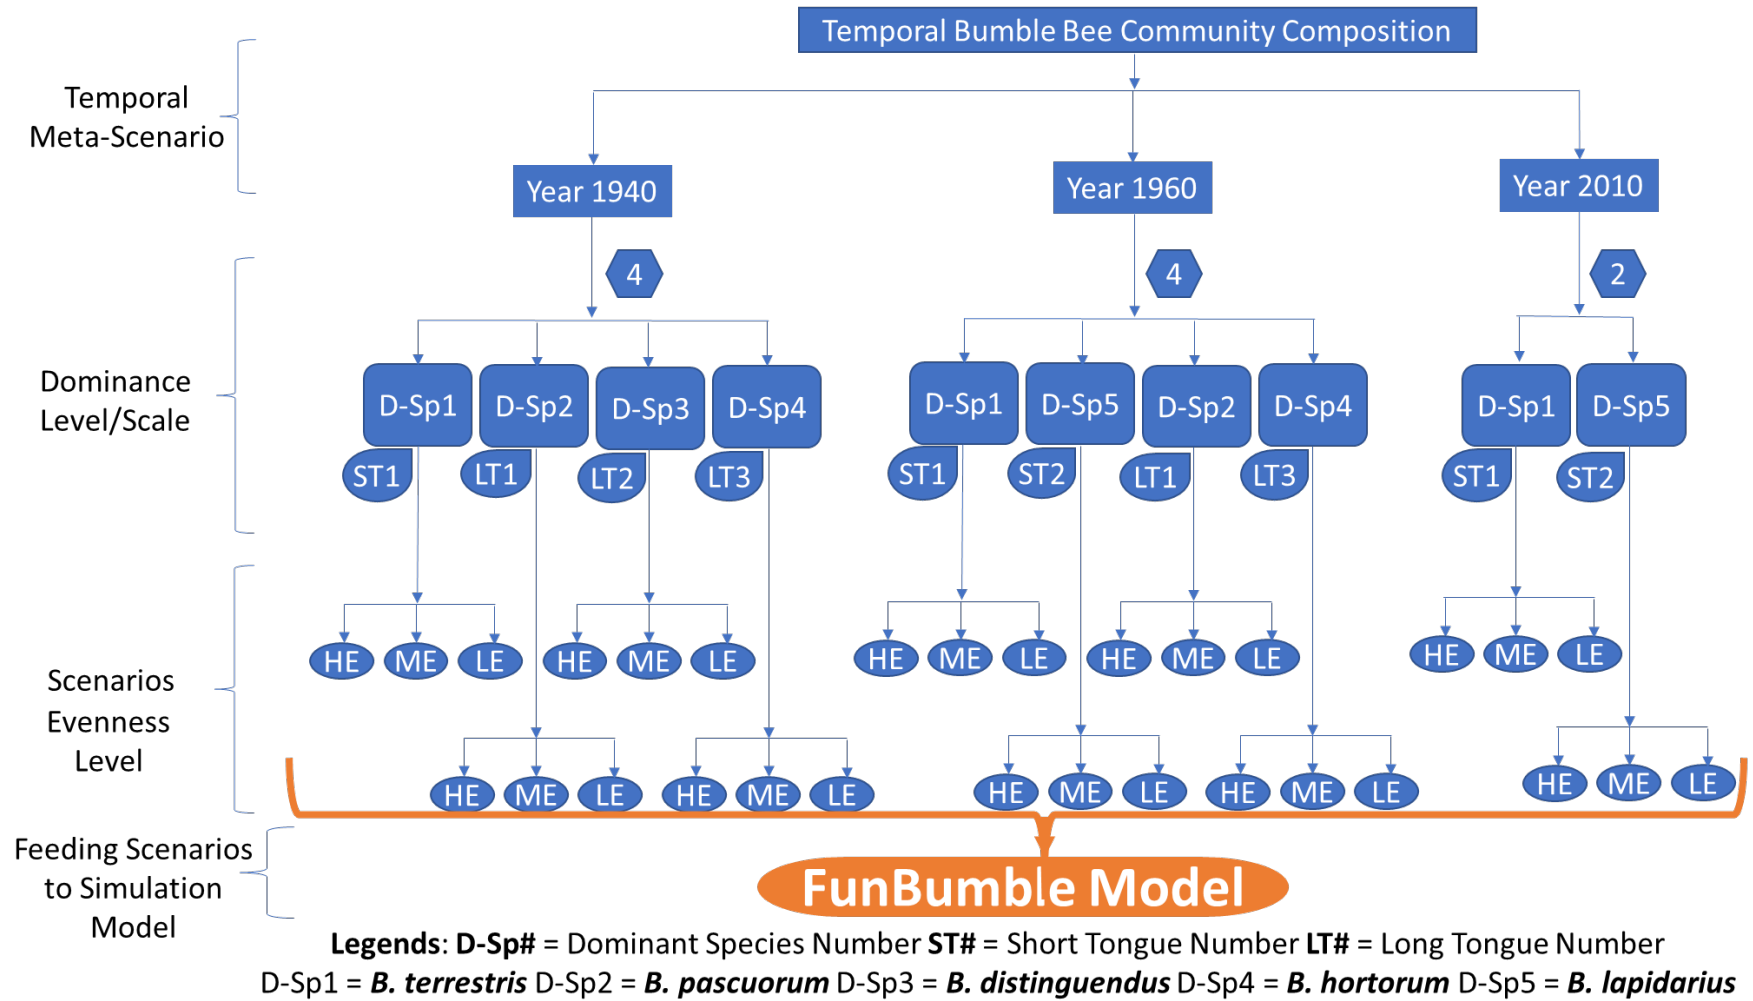 Temporal Bumble Bee Community Composition
Temporal
Meta-Scenario
Year 1940
Year 1960
Year 2010
4
4
2
Dominance
Level/Scale
D-Sp1
D-Sp2
D-Sp3
D-Sp4
D-Sp1
D-Sp5
D-Sp2
D-Sp4
D-Sp1
D-Sp5
ST1
LT1
LT2
LT3
ST1
ST2
LT1
LT3
ST1
ST2
Scenarios
Evenness
Level
HE
ME
LE
HE
ME
LE
HE
ME
LE
HE
ME
LE
HE
ME
LE
HE
ME
LE
HE
ME
LE
HE
ME
LE
HE
ME
LE
HE
ME
LE
Feeding Scenarios
to Simulation
Model
FunBumble Model
Legends: D-Sp# = Dominant Species Number ST# = Short Tongue Number LT# = Long Tongue Number
D-Sp1 = B. terrestris D-Sp2 = B. pascuorum D-Sp3 = B. distinguendus D-Sp4 = B. hortorum D-Sp5 = B. lapidarius